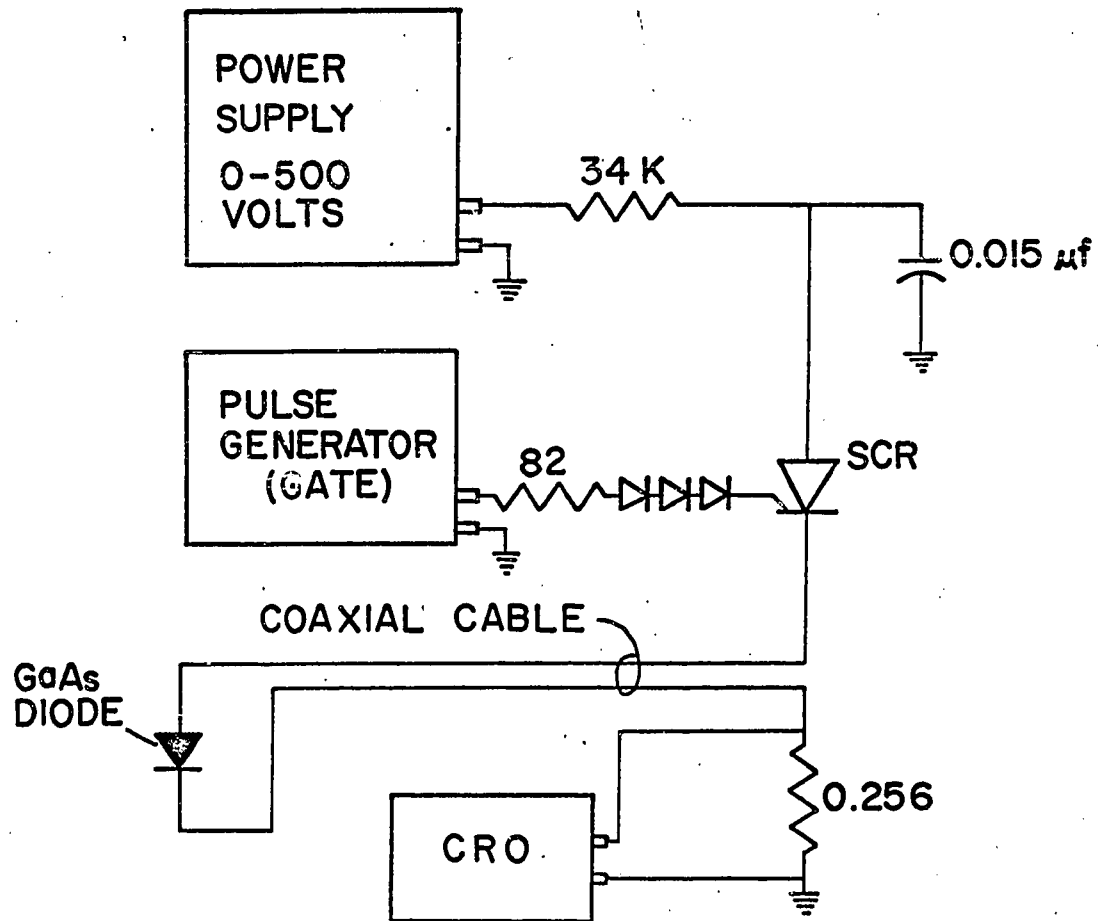 POWER
SUPPLY
0-500
VOLTS
34 K
0.015 µf
PULSE
GENERATOR
(GATE)
82
SCR
COAXIAL CABLE
GaAs
DIODE
0.256
CRO